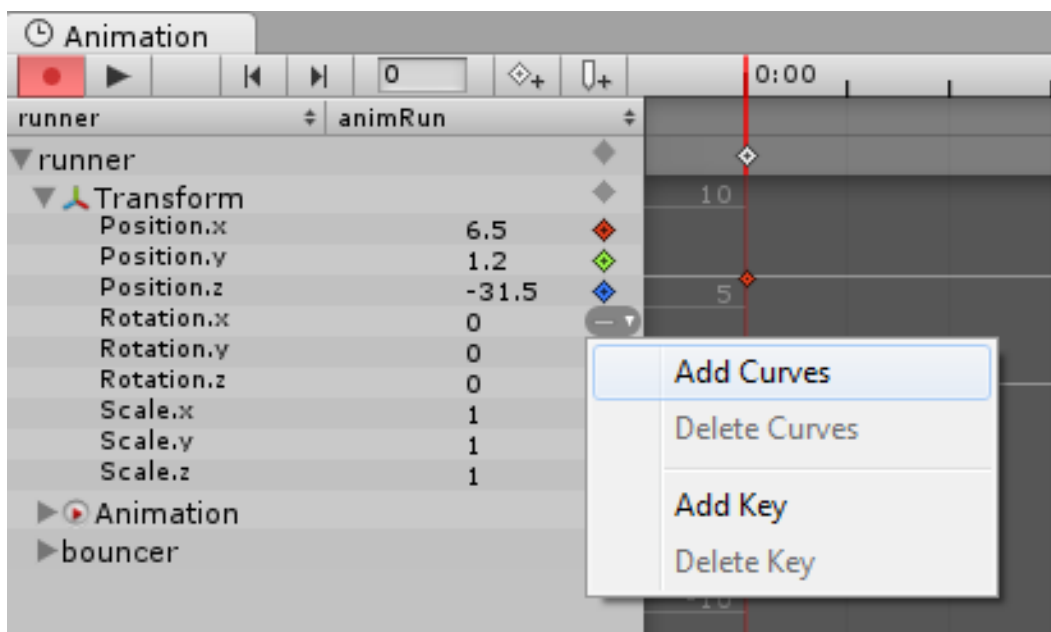 Animation
0
0:00
runner
animRun
runner
Transform
10
Position.x 6.5
Position.y 1.2
Position.z -31.5
5
Rotation.x 0
Rotation.y 0
Rotation.z 0
Scale.x 1
Scale.y 1
Scale.z 1
Animation
bouncer
Add Curves
Delete Curves
Add Key
Delete Key
-10